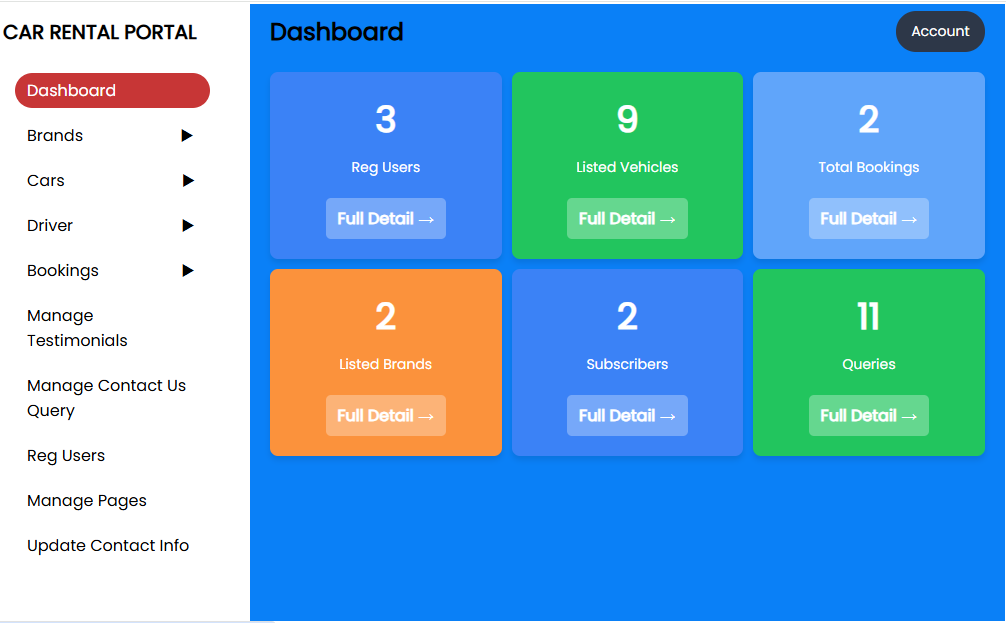 CAR RENTAL PORTAL
Dashboard
Brands ▶
Cars ▶
Driver ▶
Bookings ▶
Manage
Testimonials
Manage Contact Us
Query
Reg Users
Manage Pages
Update Contact Info
Dashboard
Account
3
Reg Users
Full Detail →
9
Listed Vehicles
Full Detail →
2
Total Bookings
Full Detail →
2
Listed Brands
Full Detail →
2
Subscribers
Full Detail →
11
Queries
Full Detail →